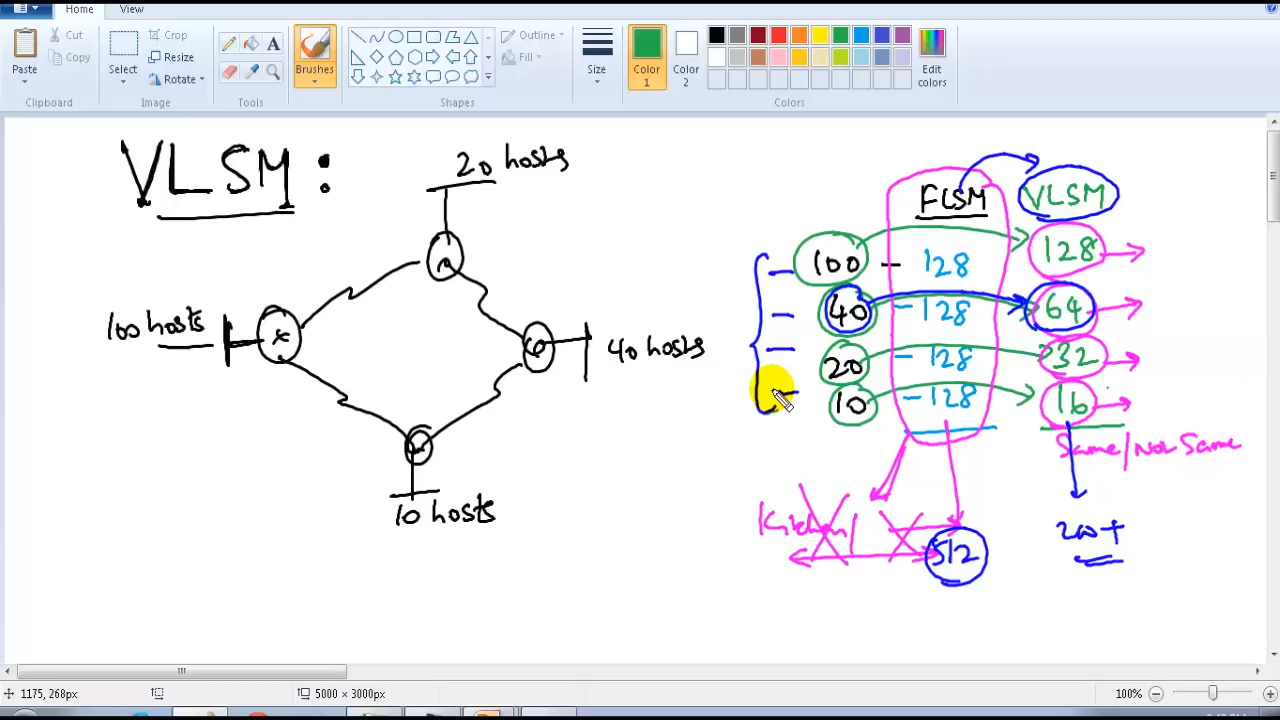 Home
View
Paste
Cut
Copy
Clipboard
Select
Crop
Resize
Rotate
Image
Tools
Brushes
Shapes
Outline
Fill
Size
Color 1
Color 2
Edit colors
Colors
VLSM :
20 hosts
100 hosts
40 hosts
10 hosts
FLSM VLSM
100 - 128 128
40 - 128 64
20 - 128 32
10 - 128 16
Same/Not Same
Kitchen/
512
200+
1175, 268px
5000 × 3000px
100%